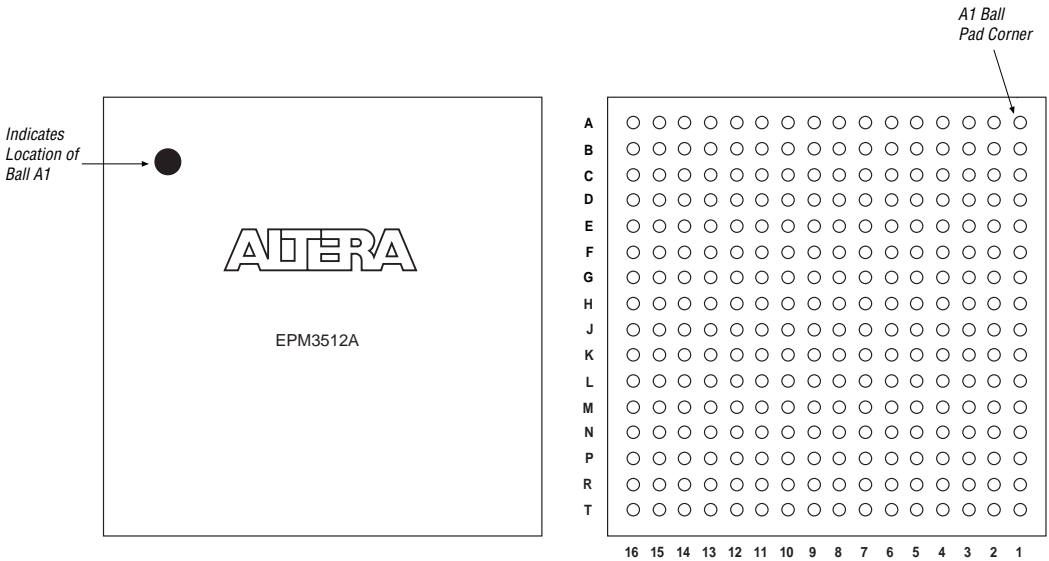 A1 Ball
Pad Corner
Indicates
Location of
Ball A1
ALTERA
EPM3512A
A
B
C
D
E
F
G
H
J
K
L
M
N
P
R
T
16 15 14 13 12 11 10 9 8 7 6 5 4 3 2 1